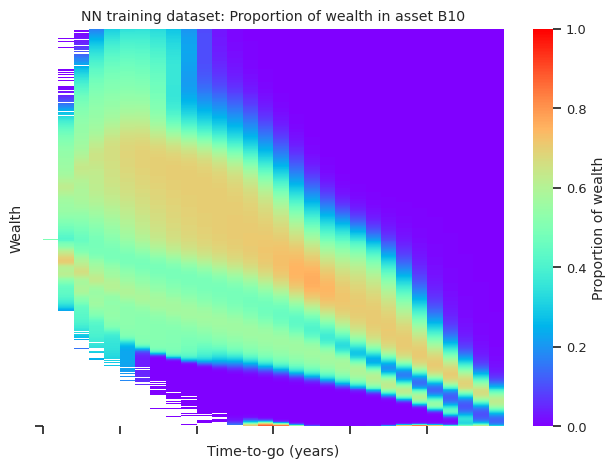 NN training dataset: Proportion of wealth in asset B10
Wealth
Time-to-go (years)
1.0
0.8
0.6
0.4
0.2
0.0
Proportion of wealth